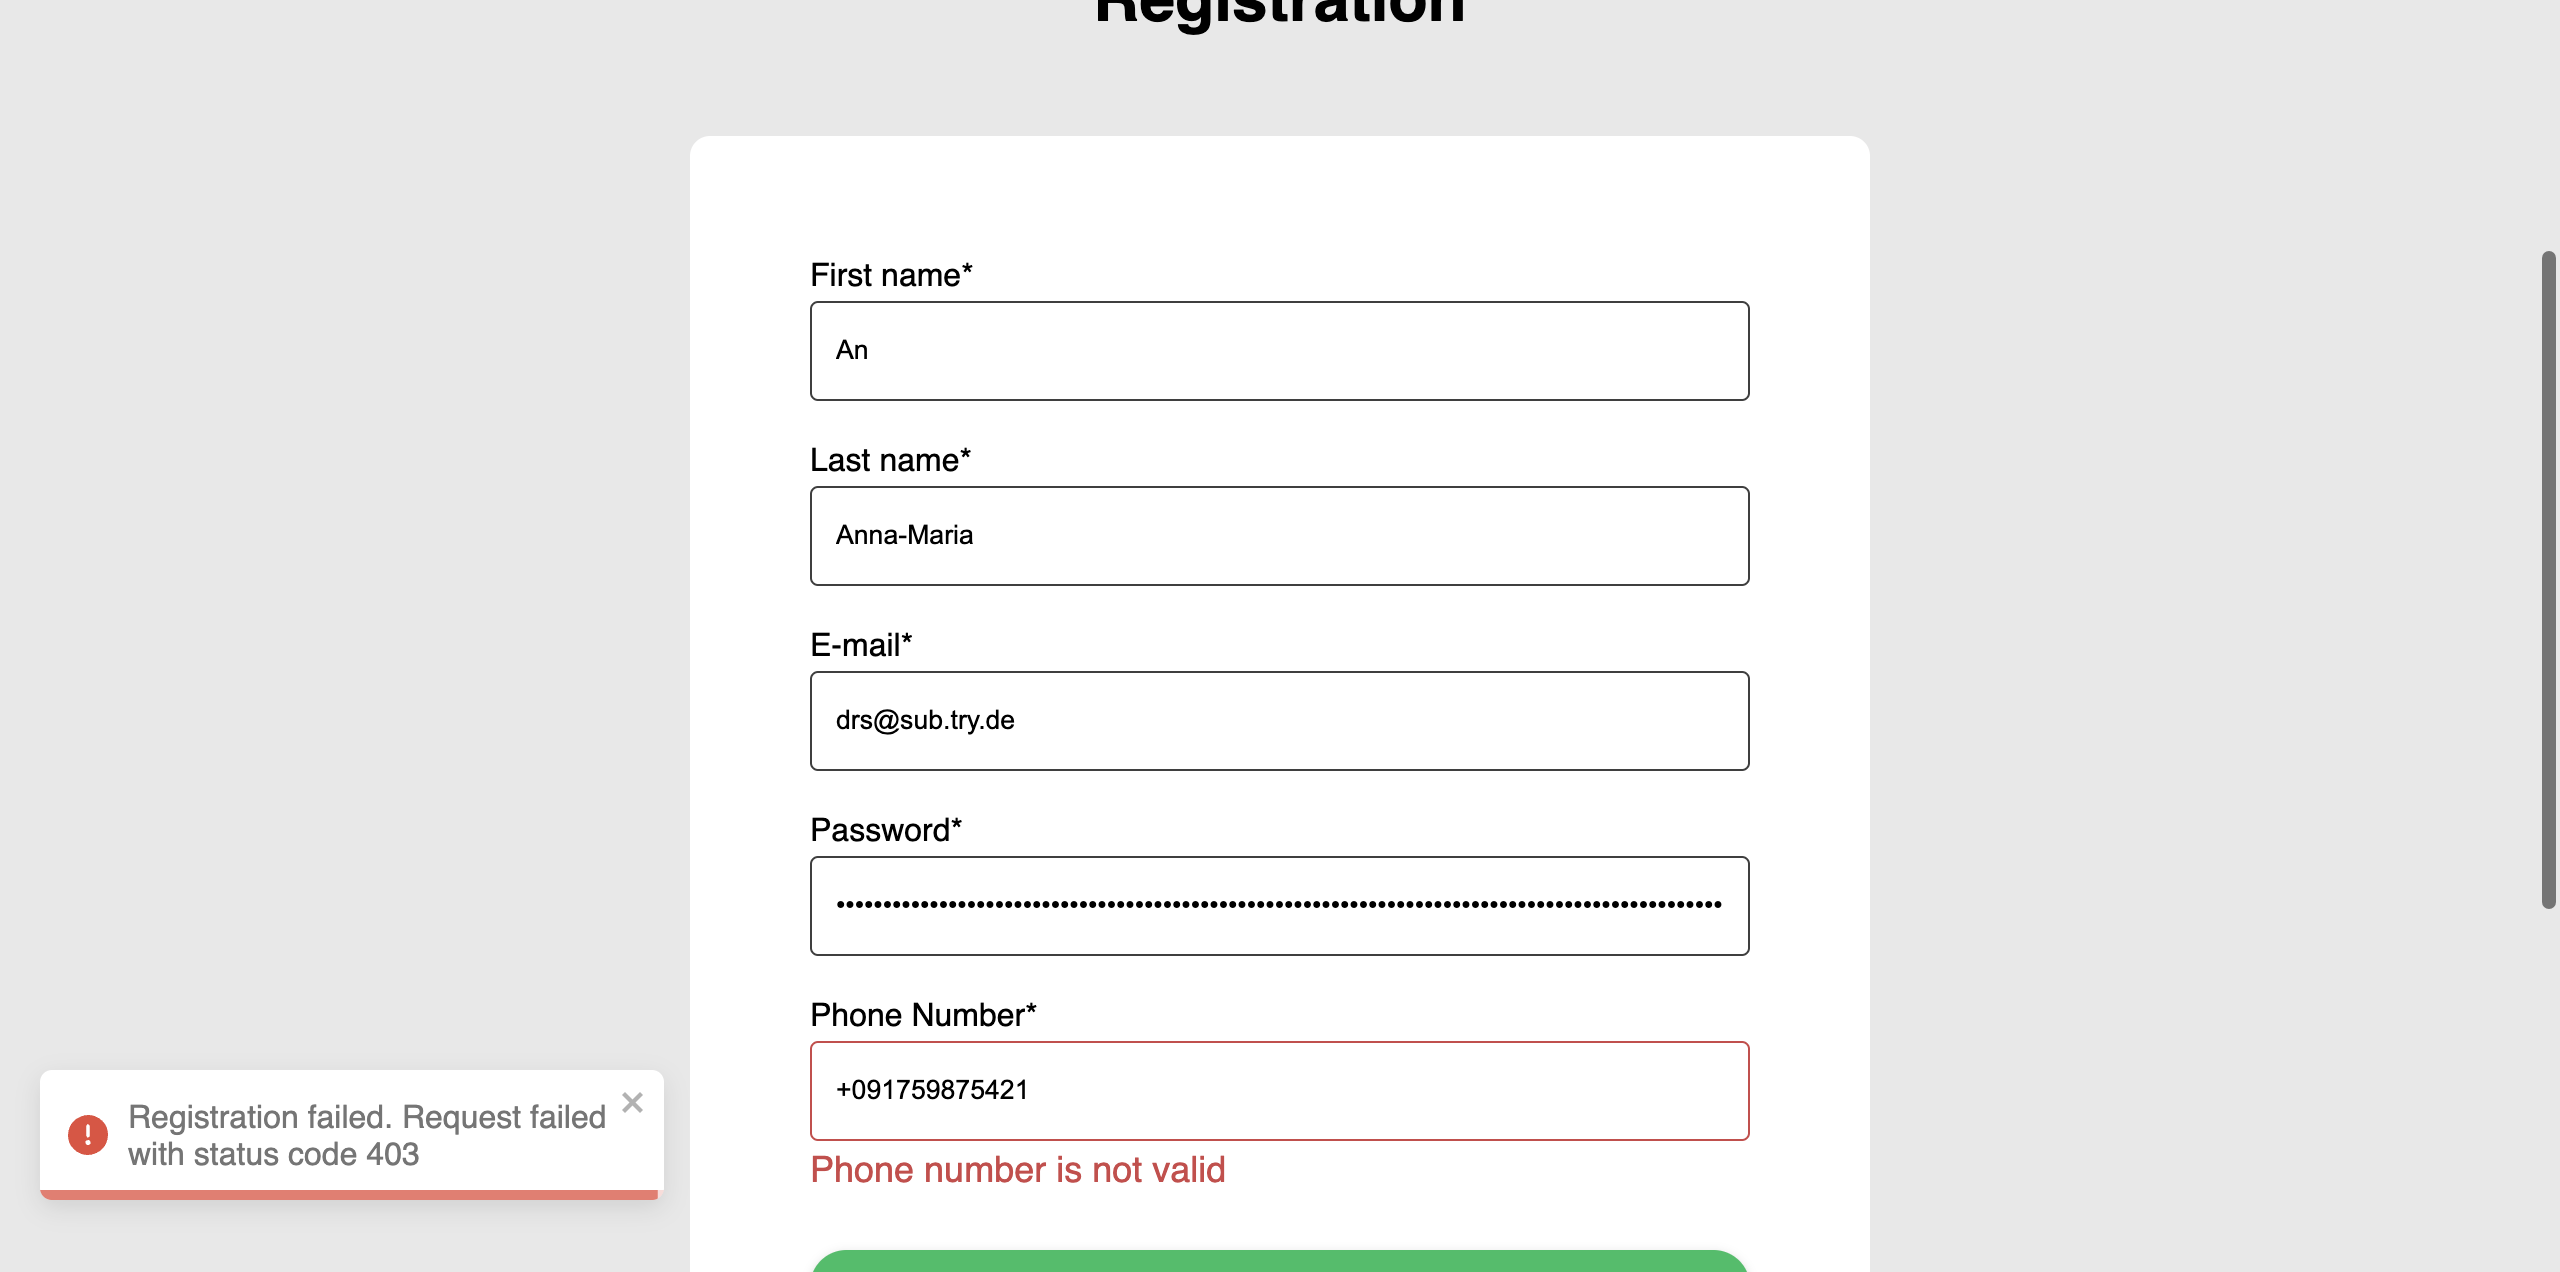 Registration
First name*
An
Last name*
Anna-Maria
E-mail*
drs@sub.try.de
Password*
Phone Number*
+091759875421
Phone number is not valid
Registration failed. Request failed
with status code 403